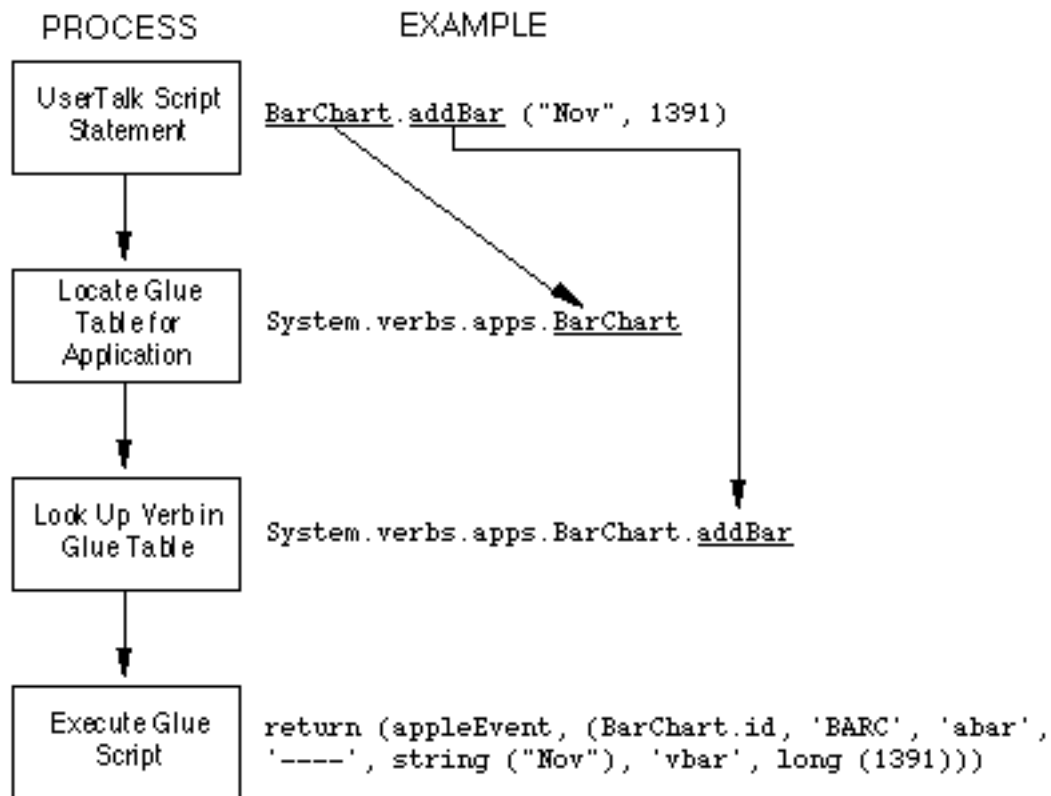 PROCESS
EXAMPLE
UserTalk Script
Statement
BarChart.addBar ("Nov", 1391)
Locate Glue
Table for
Application
System.verbs.apps.BarChart
Look Up Verb in
Glue Table
System.verbs.apps.BarChart.addBar
Execute Glue
Script
return (appleEvent, (BarChart.id, 'BARC', 'abar',
'----', string ("Nov"), 'vbar', long (1391)))